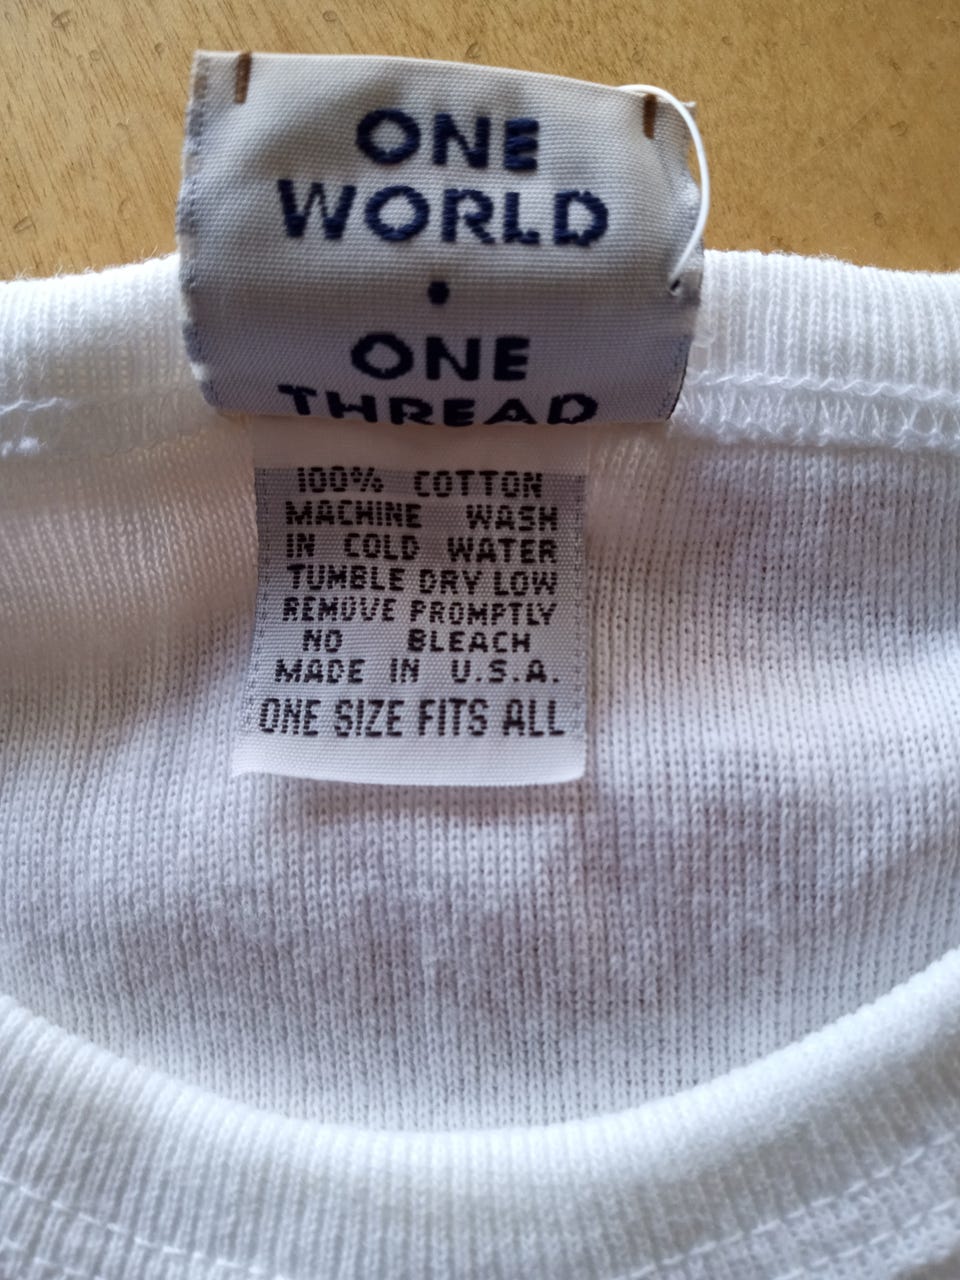 ONE
WORLD
•
ONE
THREAD
100% COTTON
MACHINE WASH
IN COLD WATER
TUMBLE DRY LOW
REMOVE PROMPTLY
NO BLEACH
MADE IN U.S.A.
ONE SIZE FITS ALL